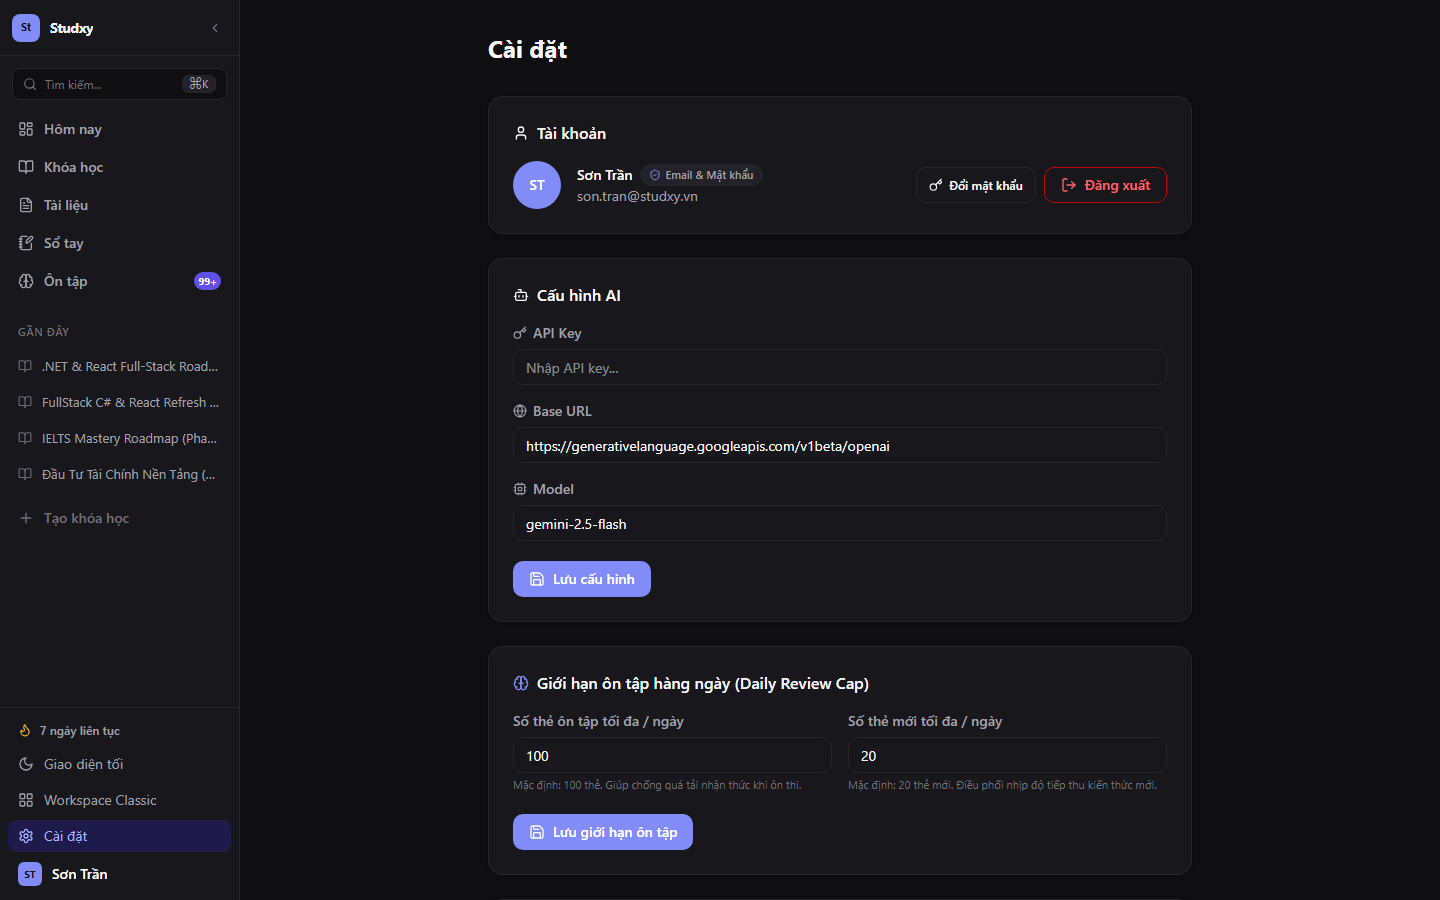 St
Studxy
Tìm kiếm...
⌘K
Hôm nay
Khóa học
Tài liệu
Sổ tay
Ôn tập
99+
GẦN ĐÂY
.NET & React Full-Stack Road...
FullStack C# & React Refresh ...
IELTS Mastery Roadmap (Pha...
Đầu Tư Tài Chính Nền Tảng (...
Tạo khóa học
7 ngày liên tục
Giao diện tối
Workspace Classic
Cài đặt
ST
Sơn Trần
Cài đặt
Tài khoản
ST
Sơn Trần
Email & Mật khẩu
son.tran@studxy.vn
Đổi mật khẩu
Đăng xuất
Cấu hình AI
API Key
Nhập API key...
Base URL
https://generativelanguage.googleapis.com/v1beta/openai
Model
gemini-2.5-flash
Lưu cấu hình
Giới hạn ôn tập hàng ngày (Daily Review Cap)
Số thẻ ôn tập tối đa / ngày
100
Mặc định: 100 thẻ. Giúp chống quá tải nhận thức khi ôn thi.
Số thẻ mới tối đa / ngày
20
Mặc định: 20 thẻ mới. Điều phối nhịp độ tiếp thu kiến thức mới.
Lưu giới hạn ôn tập